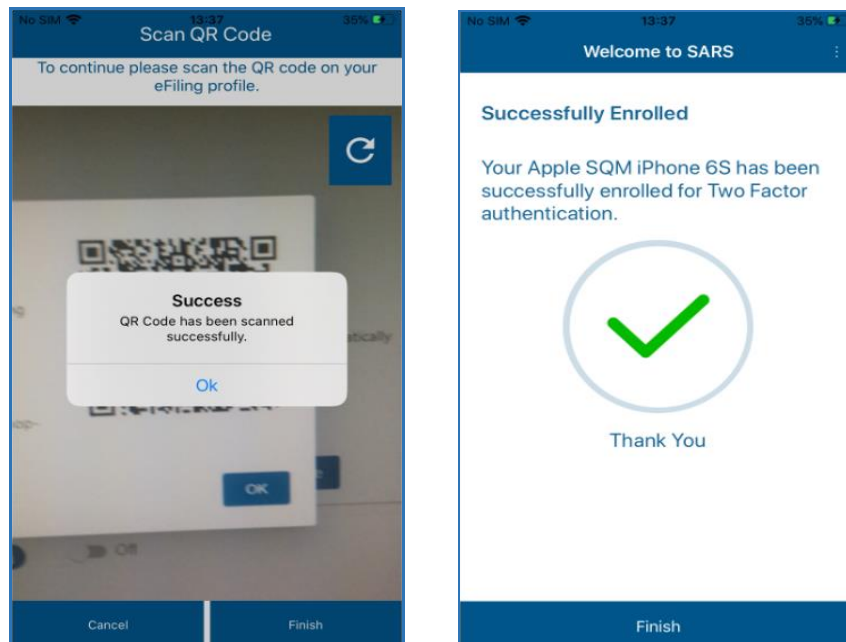 No SIM 13:37 35%
Scan QR Code
To continue please scan the QR code on your
eFiling profile.
Success
QR Code has been scanned
successfully.
Ok
OK
Off
Cancel Finish
No SIM 13:37 35%
Welcome to SARS
Successfully Enrolled
Your Apple SQM iPhone 6S has been
successfully enrolled for Two Factor
authentication.
Thank You
Finish